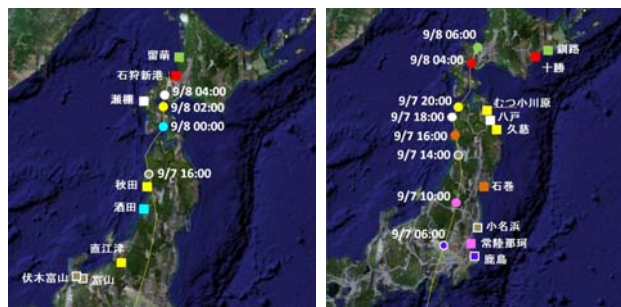 留萌
石狩新港
瀬棚
9/8 04:00
9/8 02:00
9/8 00:00
9/7 16:00
秋田
酒田
直江津
伏木富山
富山
9/8 06:00
釧路
9/8 04:00
十勝
9/7 20:00
むつ小川原
9/7 18:00
八戸
9/7 16:00
久慈
9/7 14:00
石巻
9/7 10:00
小名浜
9/7 06:00
常陸那珂
鹿島